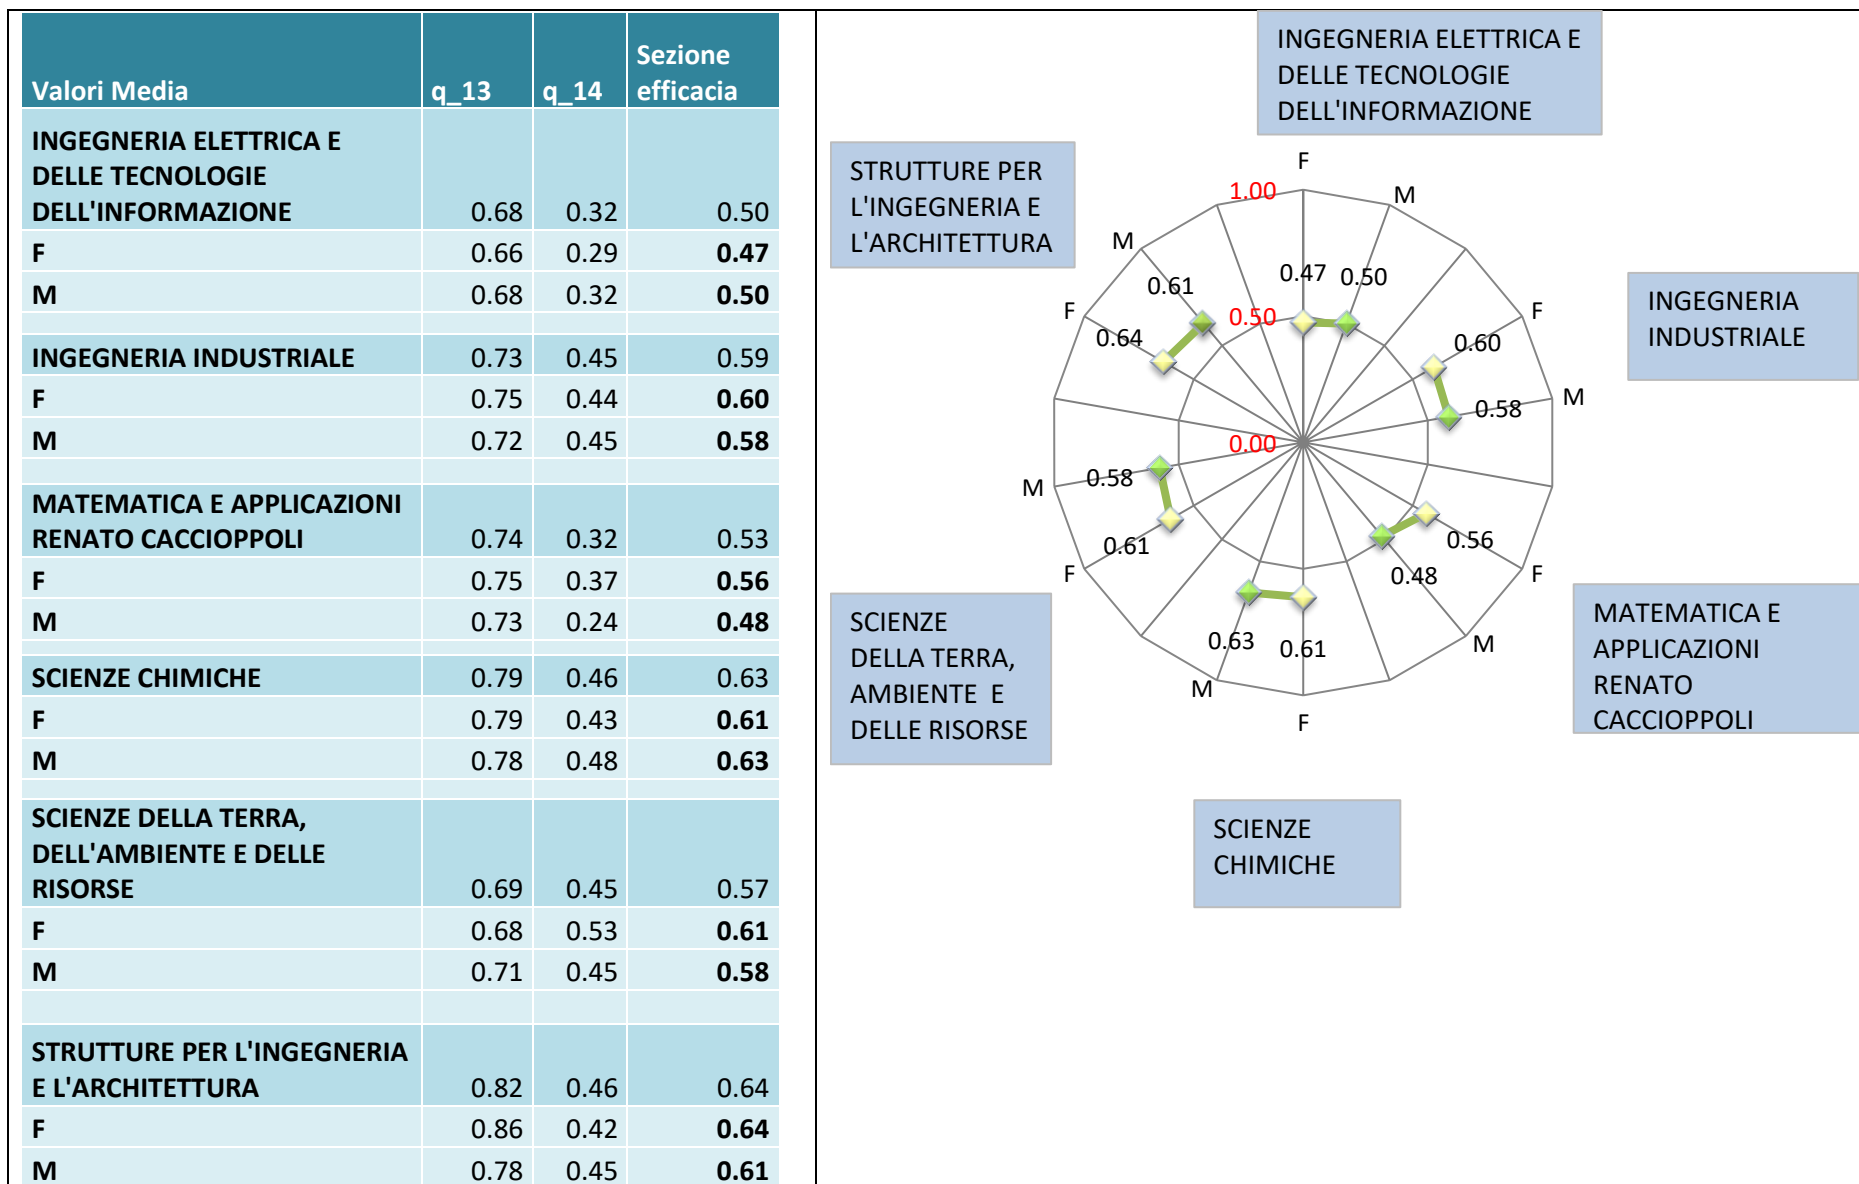 Valori Media q_13 q_14 Sezione efficacia
INGEGNERIA ELETTRICA E
DELLE TECNOLOGIE
DELL'INFORMAZIONE 0.68 0.32 0.50
F 0.66 0.29 0.47
M 0.68 0.32 0.50
INGEGNERIA INDUSTRIALE 0.73 0.45 0.59
F 0.75 0.44 0.60
M 0.72 0.45 0.58
MATEMATICA E APPLICAZIONI
RENATO CACCIOPPOLI 0.74 0.32 0.53
F 0.75 0.37 0.56
M 0.73 0.24 0.48
SCIENZE CHIMICHE 0.79 0.46 0.63
F 0.79 0.43 0.61
M 0.78 0.48 0.63
SCIENZE DELLA TERRA,
DELL'AMBIENTE E DELLE
RISORSE 0.69 0.45 0.57
F 0.68 0.53 0.61
M 0.71 0.45 0.58
STRUTTURE PER L'INGEGNERIA
E L'ARCHITETTURA 0.82 0.46 0.64
F 0.86 0.42 0.64
M 0.78 0.45 0.61
INGEGNERIA ELETTRICA E
DELLE TECNOLOGIE
DELL'INFORMAZIONE
STRUTTURE PER
L'INGEGNERIA E
L'ARCHITETTURA
INGEGNERIA
INDUSTRIALE
MATEMATICA E
APPLICAZIONI
RENATO
CACCIOPPOLI
SCIENZE
CHIMICHE
SCIENZE
DELLA TERRA,
AMBIENTE E
DELLE RISORSE
F
M
F
M
F
M
F
M
F
M
F
M
1.00
0.50
0.00
0.47
0.50
0.60
0.58
0.56
0.48
0.61
0.63
0.61
0.58
0.64
0.61